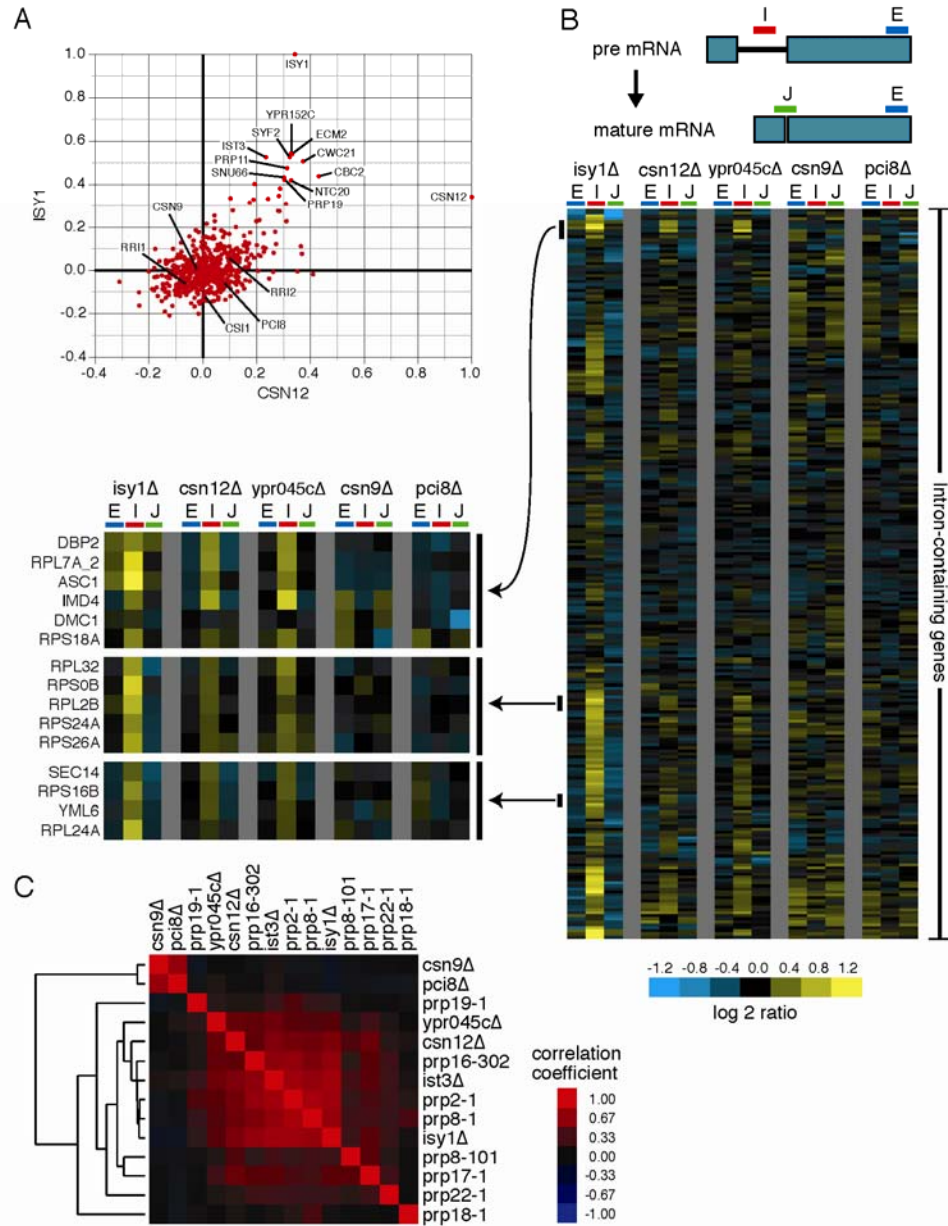 A
1.0
0.8
0.6
0.4
0.2
0.0
-0.2
-0.4
-0.4 -0.2 0.0 0.2 0.4 0.6 0.8 1.0
ISY1
CSN12
ISY1
YPR152C
SYF2
ECM2
IST3
CWC21
PRP11
SNU66
CBC2
NTC20
PRP19
CSN12
CSN9
RRI1
RRI2
CSI1
PCI8
B
I E
pre mRNA
J E
mature mRNA
isy1Δ csn12Δ ypr045cΔ csn9Δ pci8Δ
E I J E I J E I J E I J E I J
Intron-containing genes
-1.2 -0.8 -0.4 0.0 0.4 0.8 1.2
log 2 ratio
isy1Δ csn12Δ ypr045cΔ csn9Δ pci8Δ
E I J E I J E I J E I J E I J
DBP2
RPL7A_2
ASC1
IMD4
DMC1
RPS18A
RPL32
RPS0B
RPL2B
RPS24A
RPS26A
SEC14
RPS16B
YML6
RPL24A
C
csn9Δ
pci8Δ
prp19-1
ypr045cΔ
csn12Δ
prp16-302
ist3Δ
prp2-1
prp8-1
isy1Δ
prp8-101
prp17-1
prp22-1
prp18-1
csn9Δ
pci8Δ
prp19-1
ypr045cΔ
csn12Δ
prp16-302
ist3Δ
prp2-1
prp8-1
isy1Δ
prp8-101
prp17-1
prp22-1
prp18-1
correlation
coefficient
1.00
0.67
0.33
0.00
-0.33
-0.67
-1.00